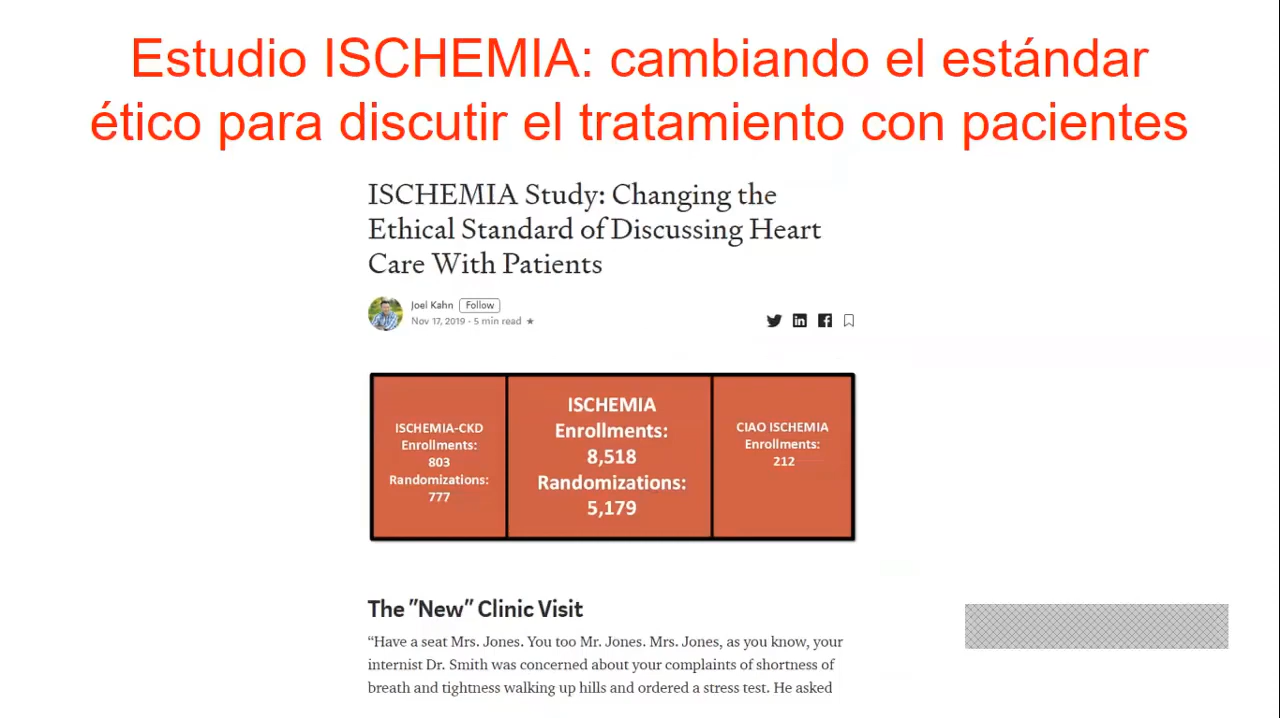 Estudio ISCHEMIA: cambiando el estándar
ético para discutir el tratamiento con pacientes
ISCHEMIA Study: Changing the
Ethical Standard of Discussing Heart
Care With Patients
Joel Kahn Follow
Nov 17, 2019 · 5 min read ★
ISCHEMIA-CKD
Enrollments:
803
Randomizations:
777
ISCHEMIA
Enrollments:
8,518
Randomizations:
5,179
CIAO ISCHEMIA
Enrollments:
212
The "New" Clinic Visit
“Have a seat Mrs. Jones. You too Mr. Jones. Mrs. Jones, as you know, your
internist Dr. Smith was concerned about your complaints of shortness of
breath and tightness walking up hills and ordered a stress test. He asked